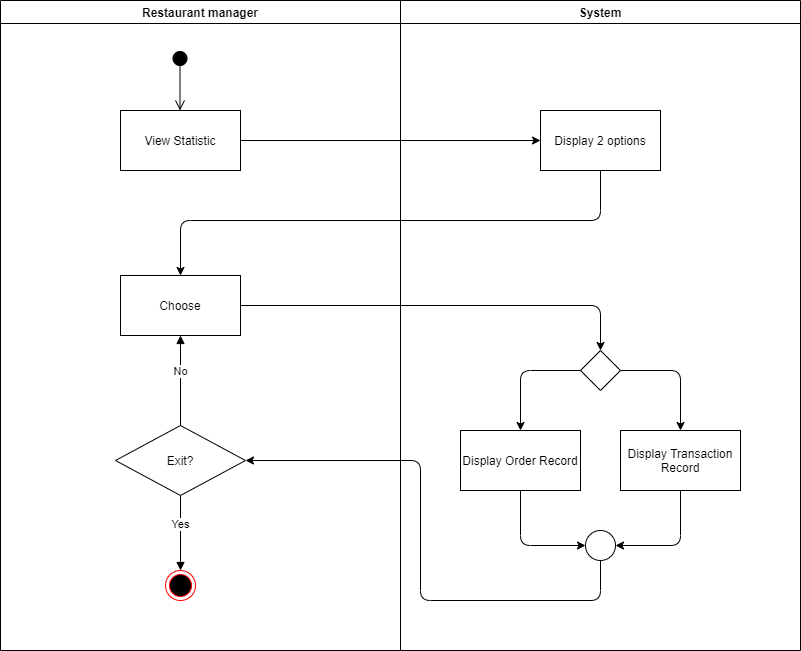 Restaurant manager
System
View Statistic
Display 2 options
Choose
No
Exit?
Display Order Record
Display Transaction
Record
Yes